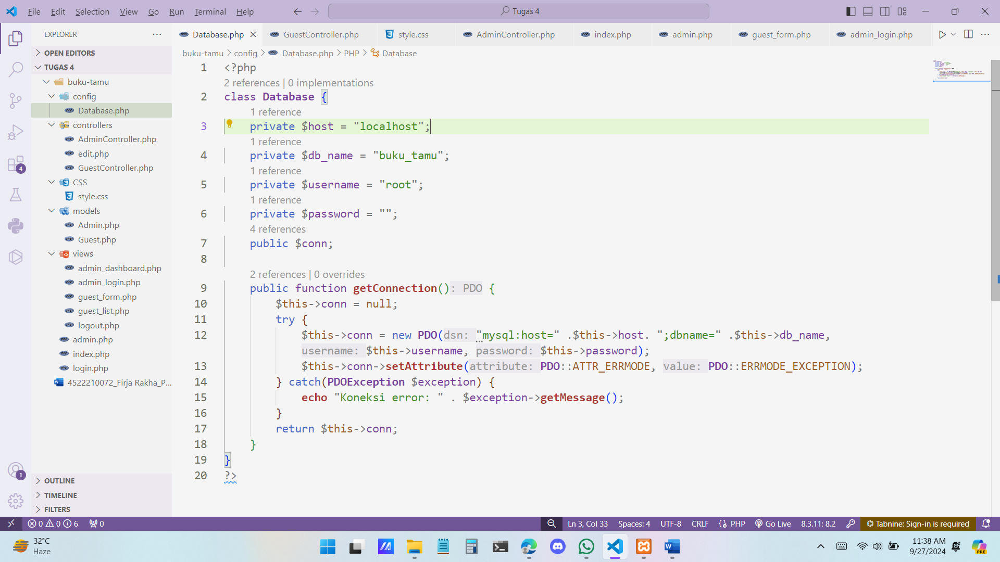 File Edit Selection View Go Run Terminal Help
Tugas 4
EXPLORER
OPEN EDITORS
TUGAS 4
buku-tamu
config
Database.php
controllers
AdminController.php
edit.php
GuestController.php
CSS
style.css
models
Admin.php
Guest.php
views
admin_dashboard.php
admin_login.php
guest_form.php
guest_list.php
logout.php
admin.php
index.php
login.php
4522210072_Firja Rakha_P...
OUTLINE
TIMELINE
FILTERS
4
1
Database.php GuestController.php style.css AdminController.php index.php admin.php guest_form.php admin_login.php
buku-tamu > config > Database.php > PHP > Database
1 <?php
2 references | 0 implementations
2 class Database {
1 reference
3 private $host = "localhost";
1 reference
4 private $db_name = "buku_tamu";
1 reference
5 private $username = "root";
1 reference
6 private $password = "";
4 references
7 public $conn;
8
2 references | 0 overrides
9 public function getConnection(): PDO {
10 $this->conn = null;
11 try {
12 $this->conn = new PDO(dsn: "mysql:host=" .$this->host. ";dbname=" .$this->db_name,
username: $this->username, password: $this->password);
13 $this->conn->setAttribute(attribute: PDO::ATTR_ERRMODE, value: PDO::ERRMODE_EXCEPTION);
14 } catch(PDOException $exception) {
15 echo "Koneksi error: " . $exception->getMessage();
16 }
17 return $this->conn;
18 }
19 }
20 ?>
0 0 6 0
Ln 3, Col 33 Spaces: 4 UTF-8 CRLF PHP Go Live 8.3.11: 8.2 Tabnine: Sign-in is required
32°C
Haze
11:38 AM
9/27/2024
PRE